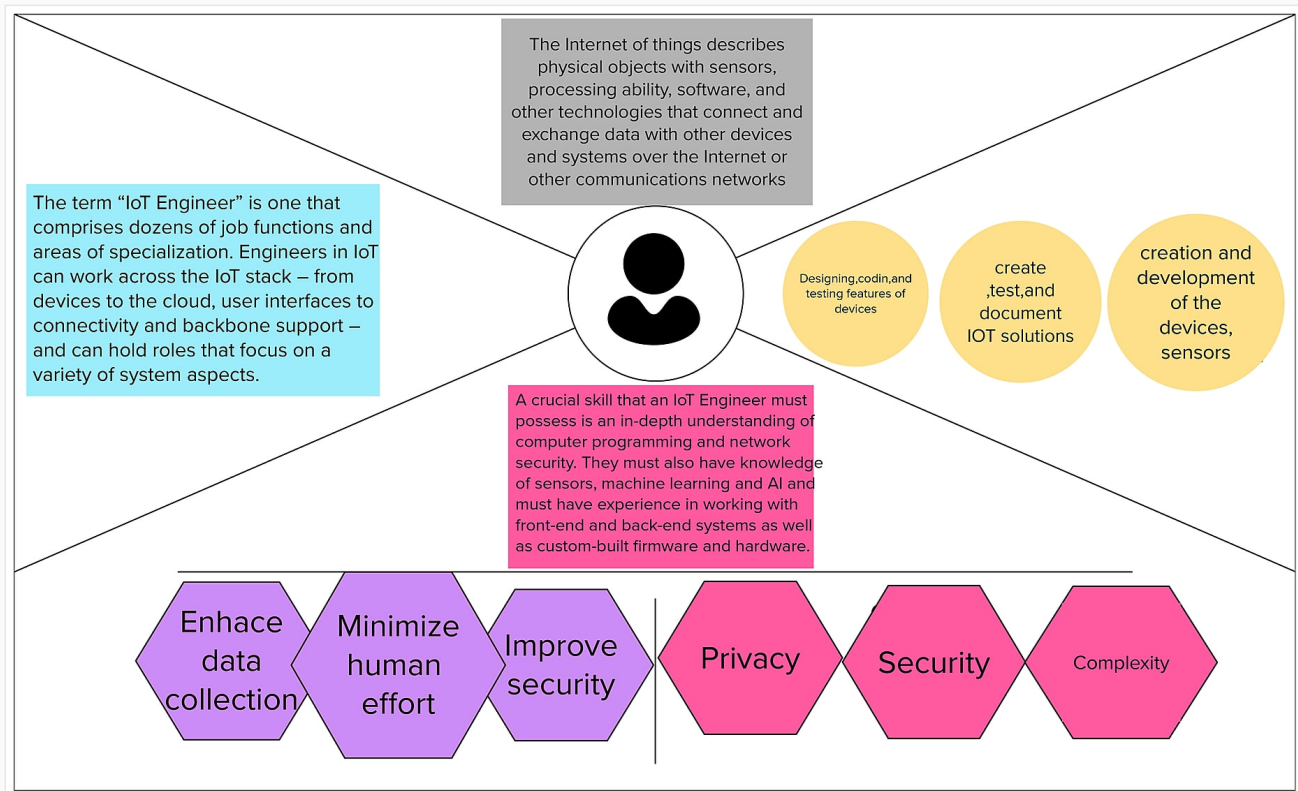 The Internet of things describes
physical objects with sensors,
processing ability, software, and
other technologies that connect and
exchange data with other devices
and systems over the Internet or
other communications networks
The term “IoT Engineer” is one that
comprises dozens of job functions and
areas of specialization. Engineers in IoT
can work across the IoT stack – from
devices to the cloud, user interfaces to
connectivity and backbone support –
and can hold roles that focus on a
variety of system aspects.
Designing,codin,and
testing features of
devices
create
,test,and
document
IOT solutions
creation and
development
of the
devices,
sensors
A crucial skill that an IoT Engineer must
possess is an in-depth understanding of
computer programming and network
security. They must also have knowledge
of sensors, machine learning and AI and
must have experience in working with
front-end and back-end systems as well
as custom-built firmware and hardware.
Enhace
data
collection
Minimize
human
effort
Improve
security
Privacy
Security
Complexity